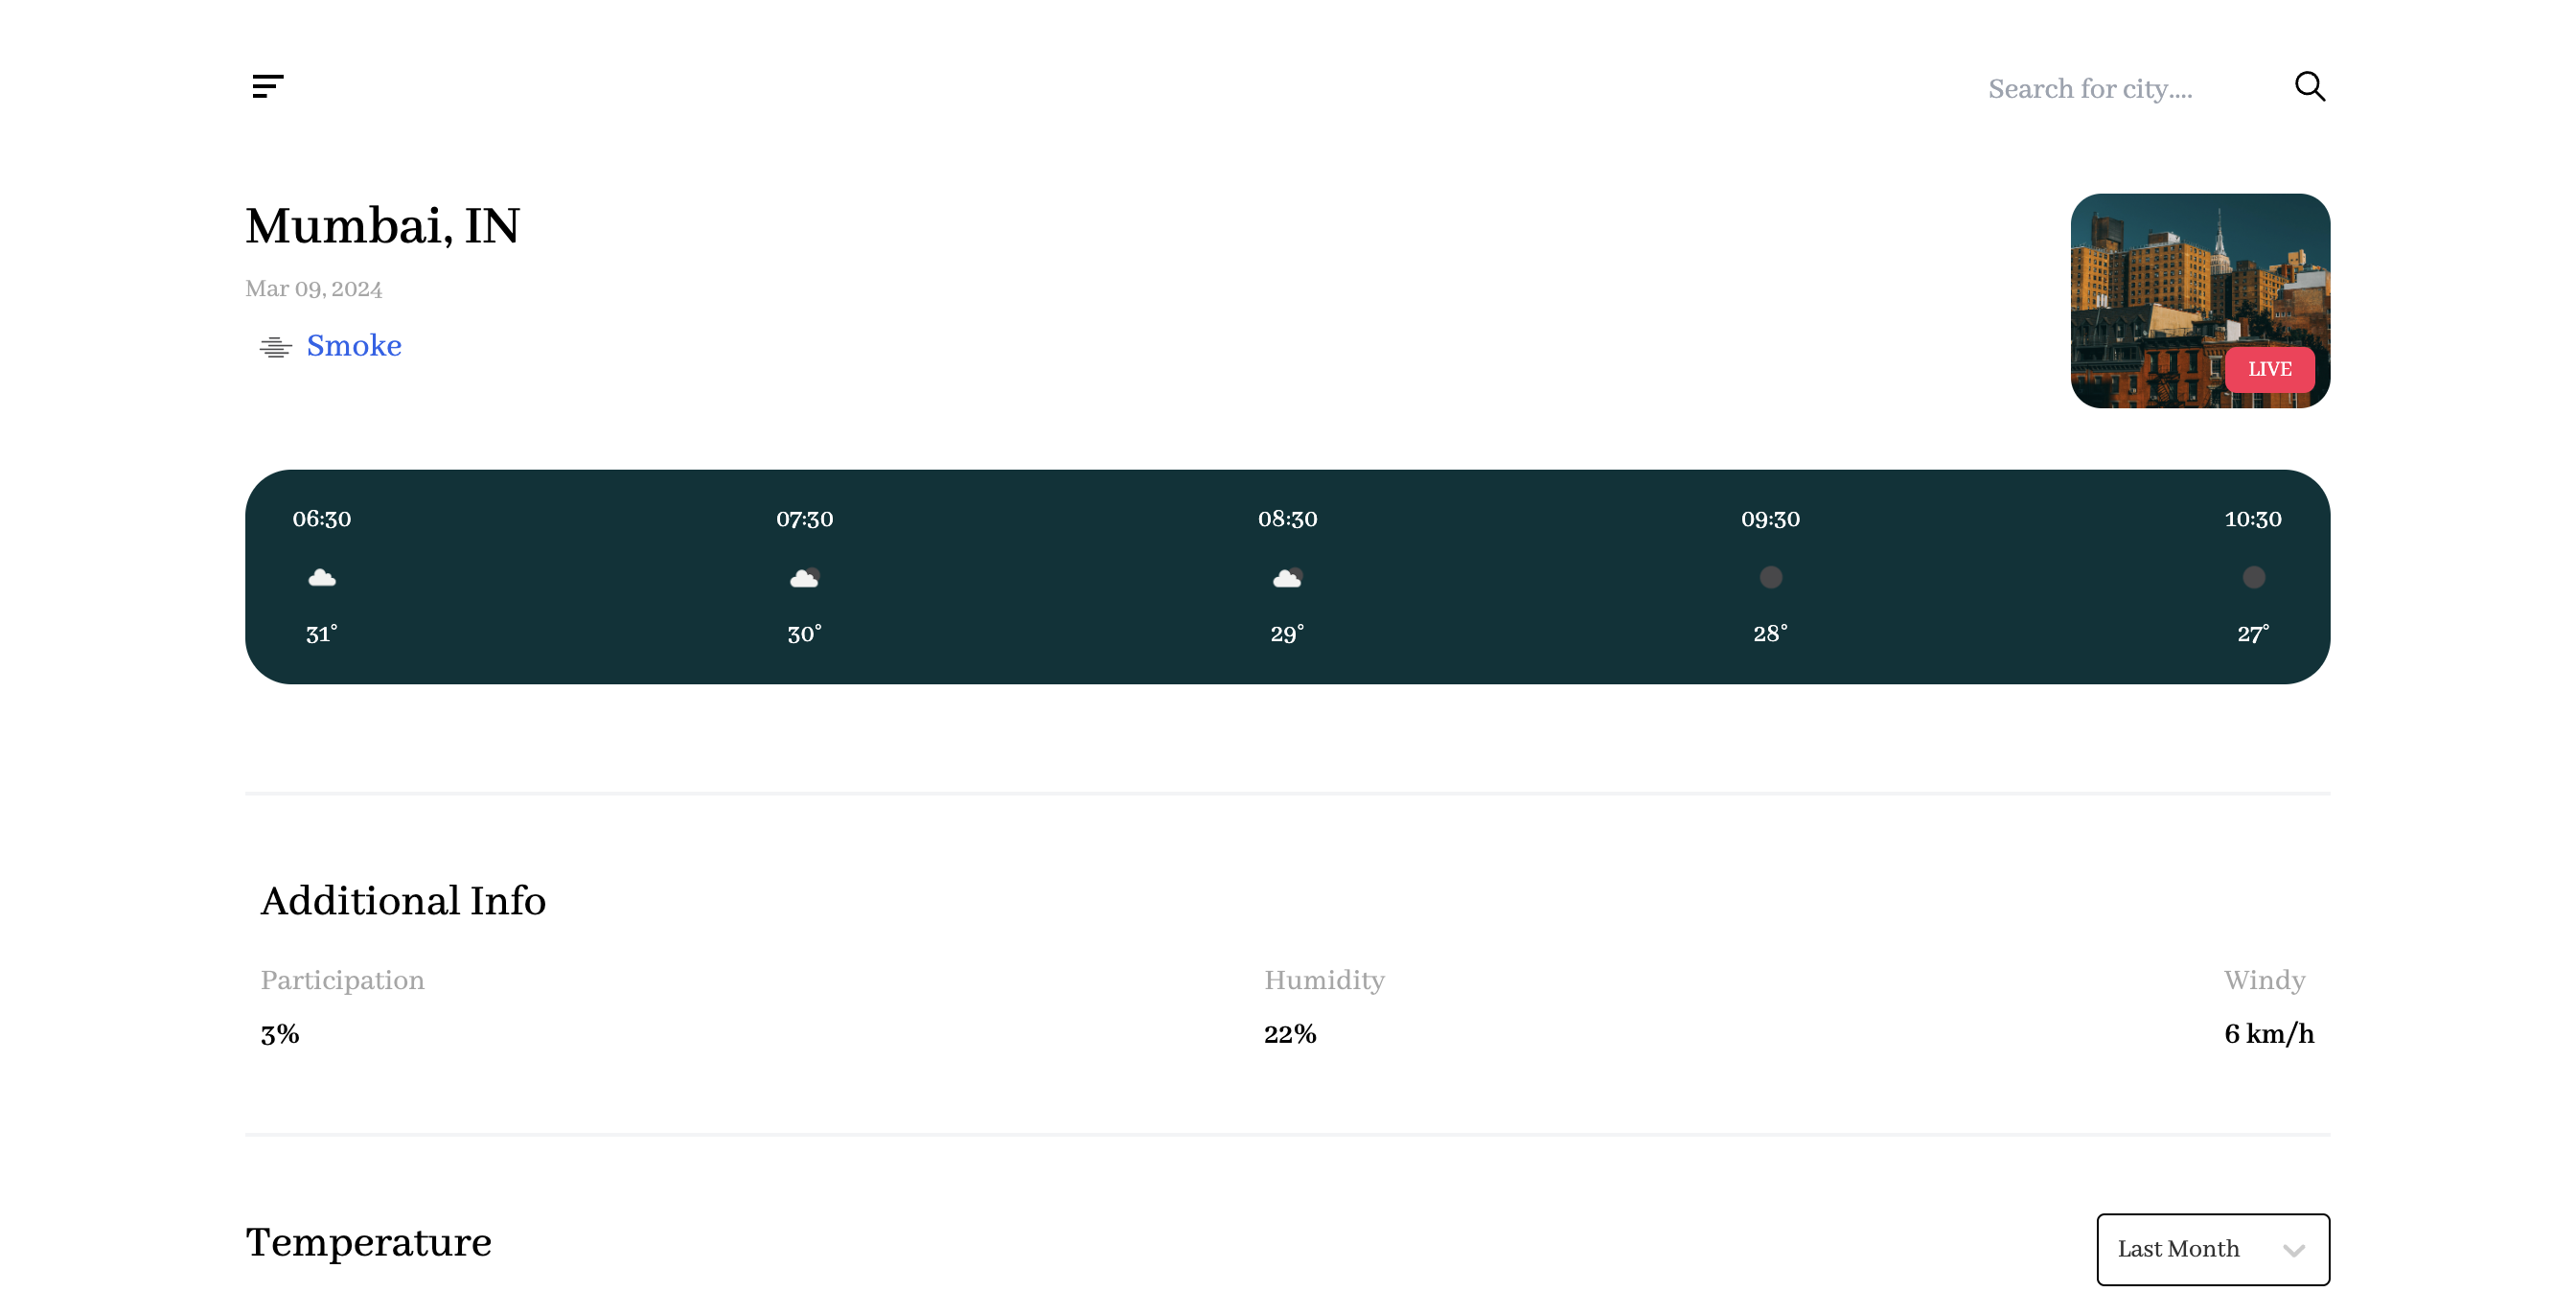 Search for city....
Mumbai, IN
Mar 09, 2024
Smoke
LIVE
06:30 07:30 08:30 09:30 10:30
31° 30° 29° 28° 27°
Additional Info
Participation Humidity Windy
3% 22% 6 km/h
Temperature
Last Month